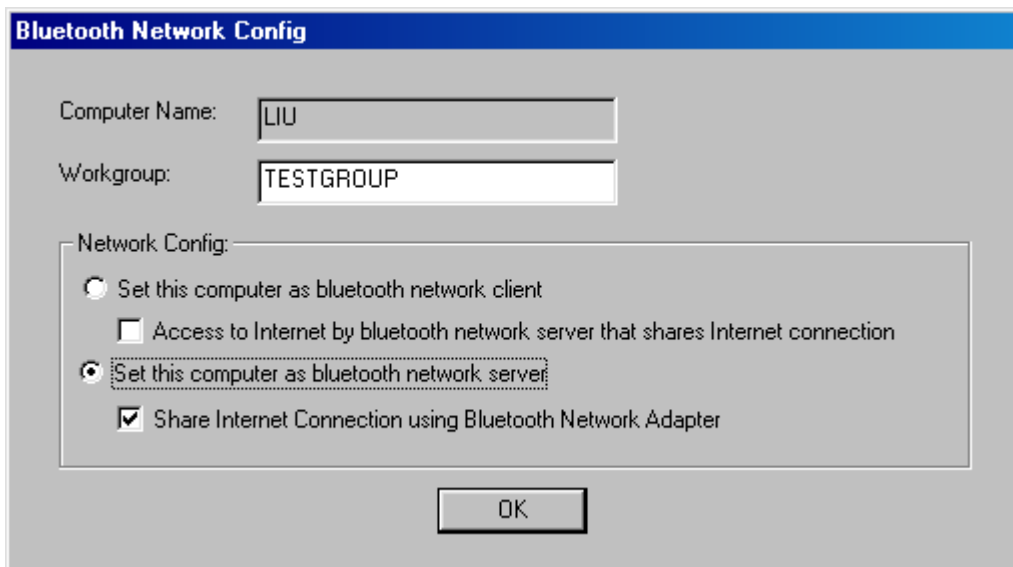 Bluetooth Network Config
Computer Name: LIU
Workgroup: TESTGROUP
Network Config:
Set this computer as bluetooth network client
Access to Internet by bluetooth network server that shares Internet connection
Set this computer as bluetooth network server
Share Internet Connection using Bluetooth Network Adapter
OK